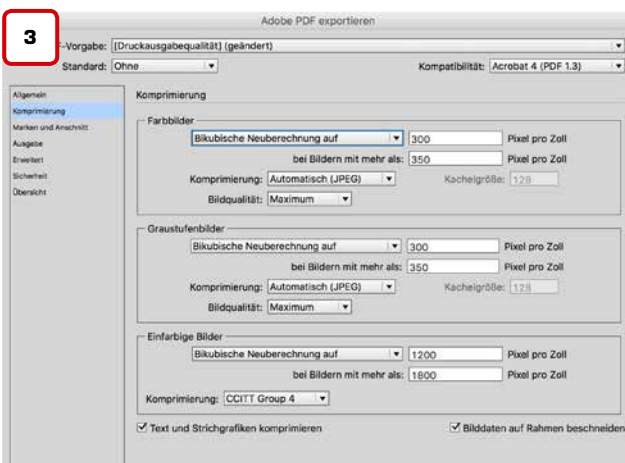 Adobe PDF exportieren
3
F-Vorgabe: [Druckausgabequalität] (geändert)
Standard: Ohne Kompatibilität: Acrobat 4 (PDF 1.3)
Allgemein
Komprimierung
Marken und Anschnitt
Ausgabe
Erweitert
Sicherheit
Übersicht
Komprimierung
Farbbilder
Bikubische Neuberechnung auf 300 Pixel pro Zoll
bei Bildern mit mehr als: 350 Pixel pro Zoll
Komprimierung: Automatisch (JPEG) Kachelgröße: 128
Bildqualität: Maximum
Graustufenbilder
Bikubische Neuberechnung auf 300 Pixel pro Zoll
bei Bildern mit mehr als: 350 Pixel pro Zoll
Komprimierung: Automatisch (JPEG) Kachelgröße: 128
Bildqualität: Maximum
Einfarbige Bilder
Bikubische Neuberechnung auf 1200 Pixel pro Zoll
bei Bildern mit mehr als: 1800 Pixel pro Zoll
Komprimierung: CCITT Group 4
Text und Strichgrafiken komprimieren Bilddaten auf Rahmen beschneiden